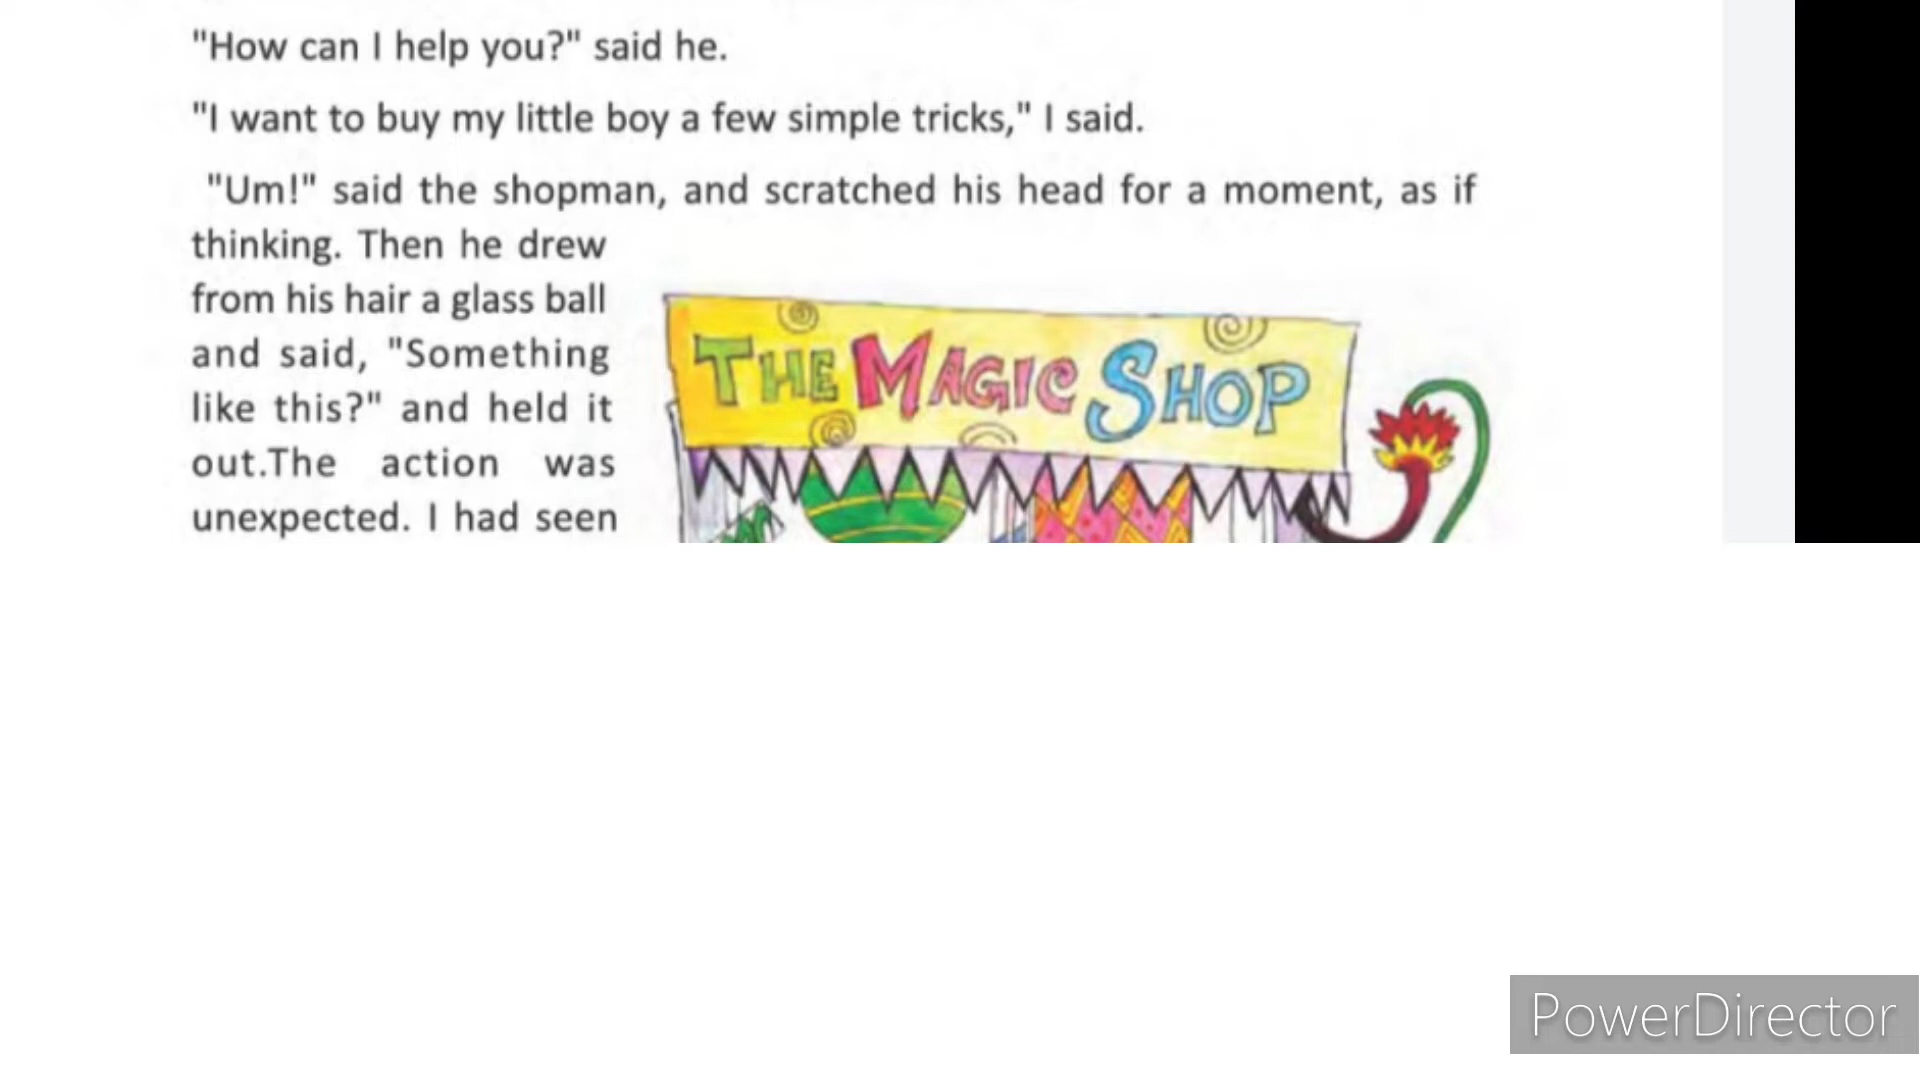 "How can I help you?" said he.
"I want to buy my little boy a few simple tricks," I said.
"Um!" said the shopman, and scratched his head for a moment, as if
thinking. Then he drew
from his hair a glass ball
and said, "Something
like this?" and held it
out.The action was
unexpected. I had seen
THE MAGIC SHOP
PowerDirector